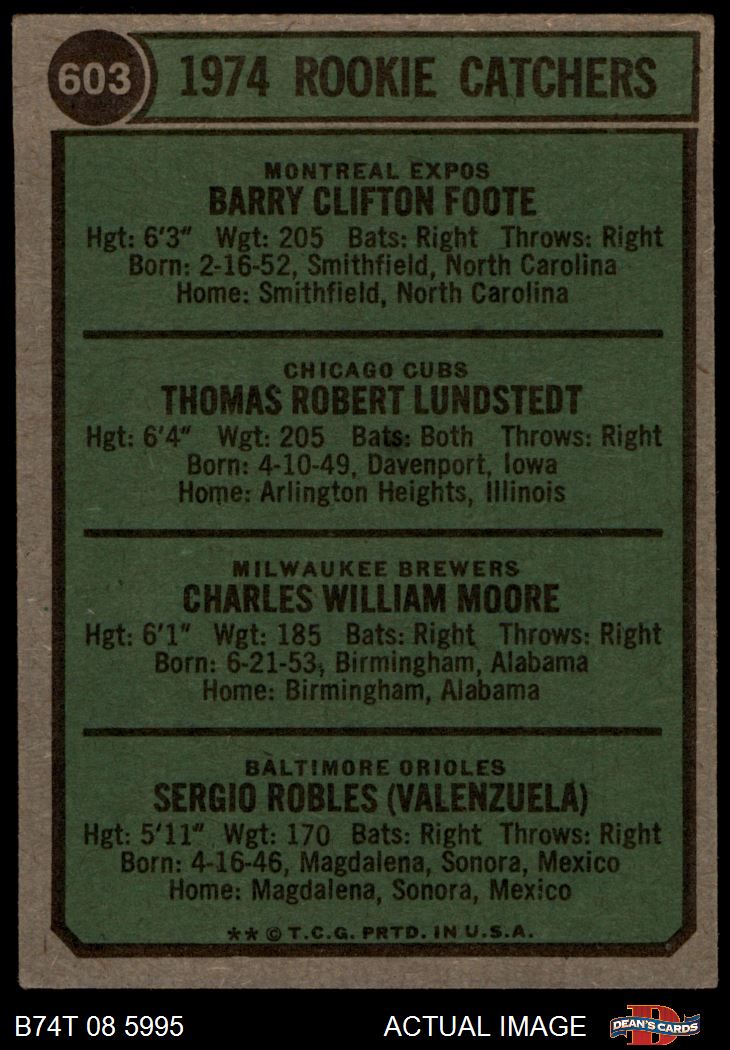 603
1974 ROOKIE CATCHERS
MONTREAL EXPOS
BARRY CLIFTON FOOTE
Hgt: 6'3" Wgt: 205 Bats: Right Throws: Right
Born: 2-16-52, Smithfield, North Carolina
Home: Smithfield, North Carolina
CHICAGO CUBS
THOMAS ROBERT LUNDSTEDT
Hgt: 6'4" Wgt: 205 Bats: Both Throws: Right
Born: 4-10-49, Davenport, Iowa
Home: Arlington Heights, Illinois
MILWAUKEE BREWERS
CHARLES WILLIAM MOORE
Hgt: 6'1" Wgt: 185 Bats: Right Throws: Right
Born: 6-21-53, Birmingham, Alabama
Home: Birmingham, Alabama
BALTIMORE ORIOLES
SERGIO ROBLES (VALENZUELA)
Hgt: 5'11" Wgt: 170 Bats: Right Throws: Right
Born: 4-16-46, Magdalena, Sonora, Mexico
Home: Magdalena, Sonora, Mexico
** © T.C.G. PRTD. IN U.S.A.
B74T 08 5995 ACTUAL IMAGE
DEAN'S CARDS